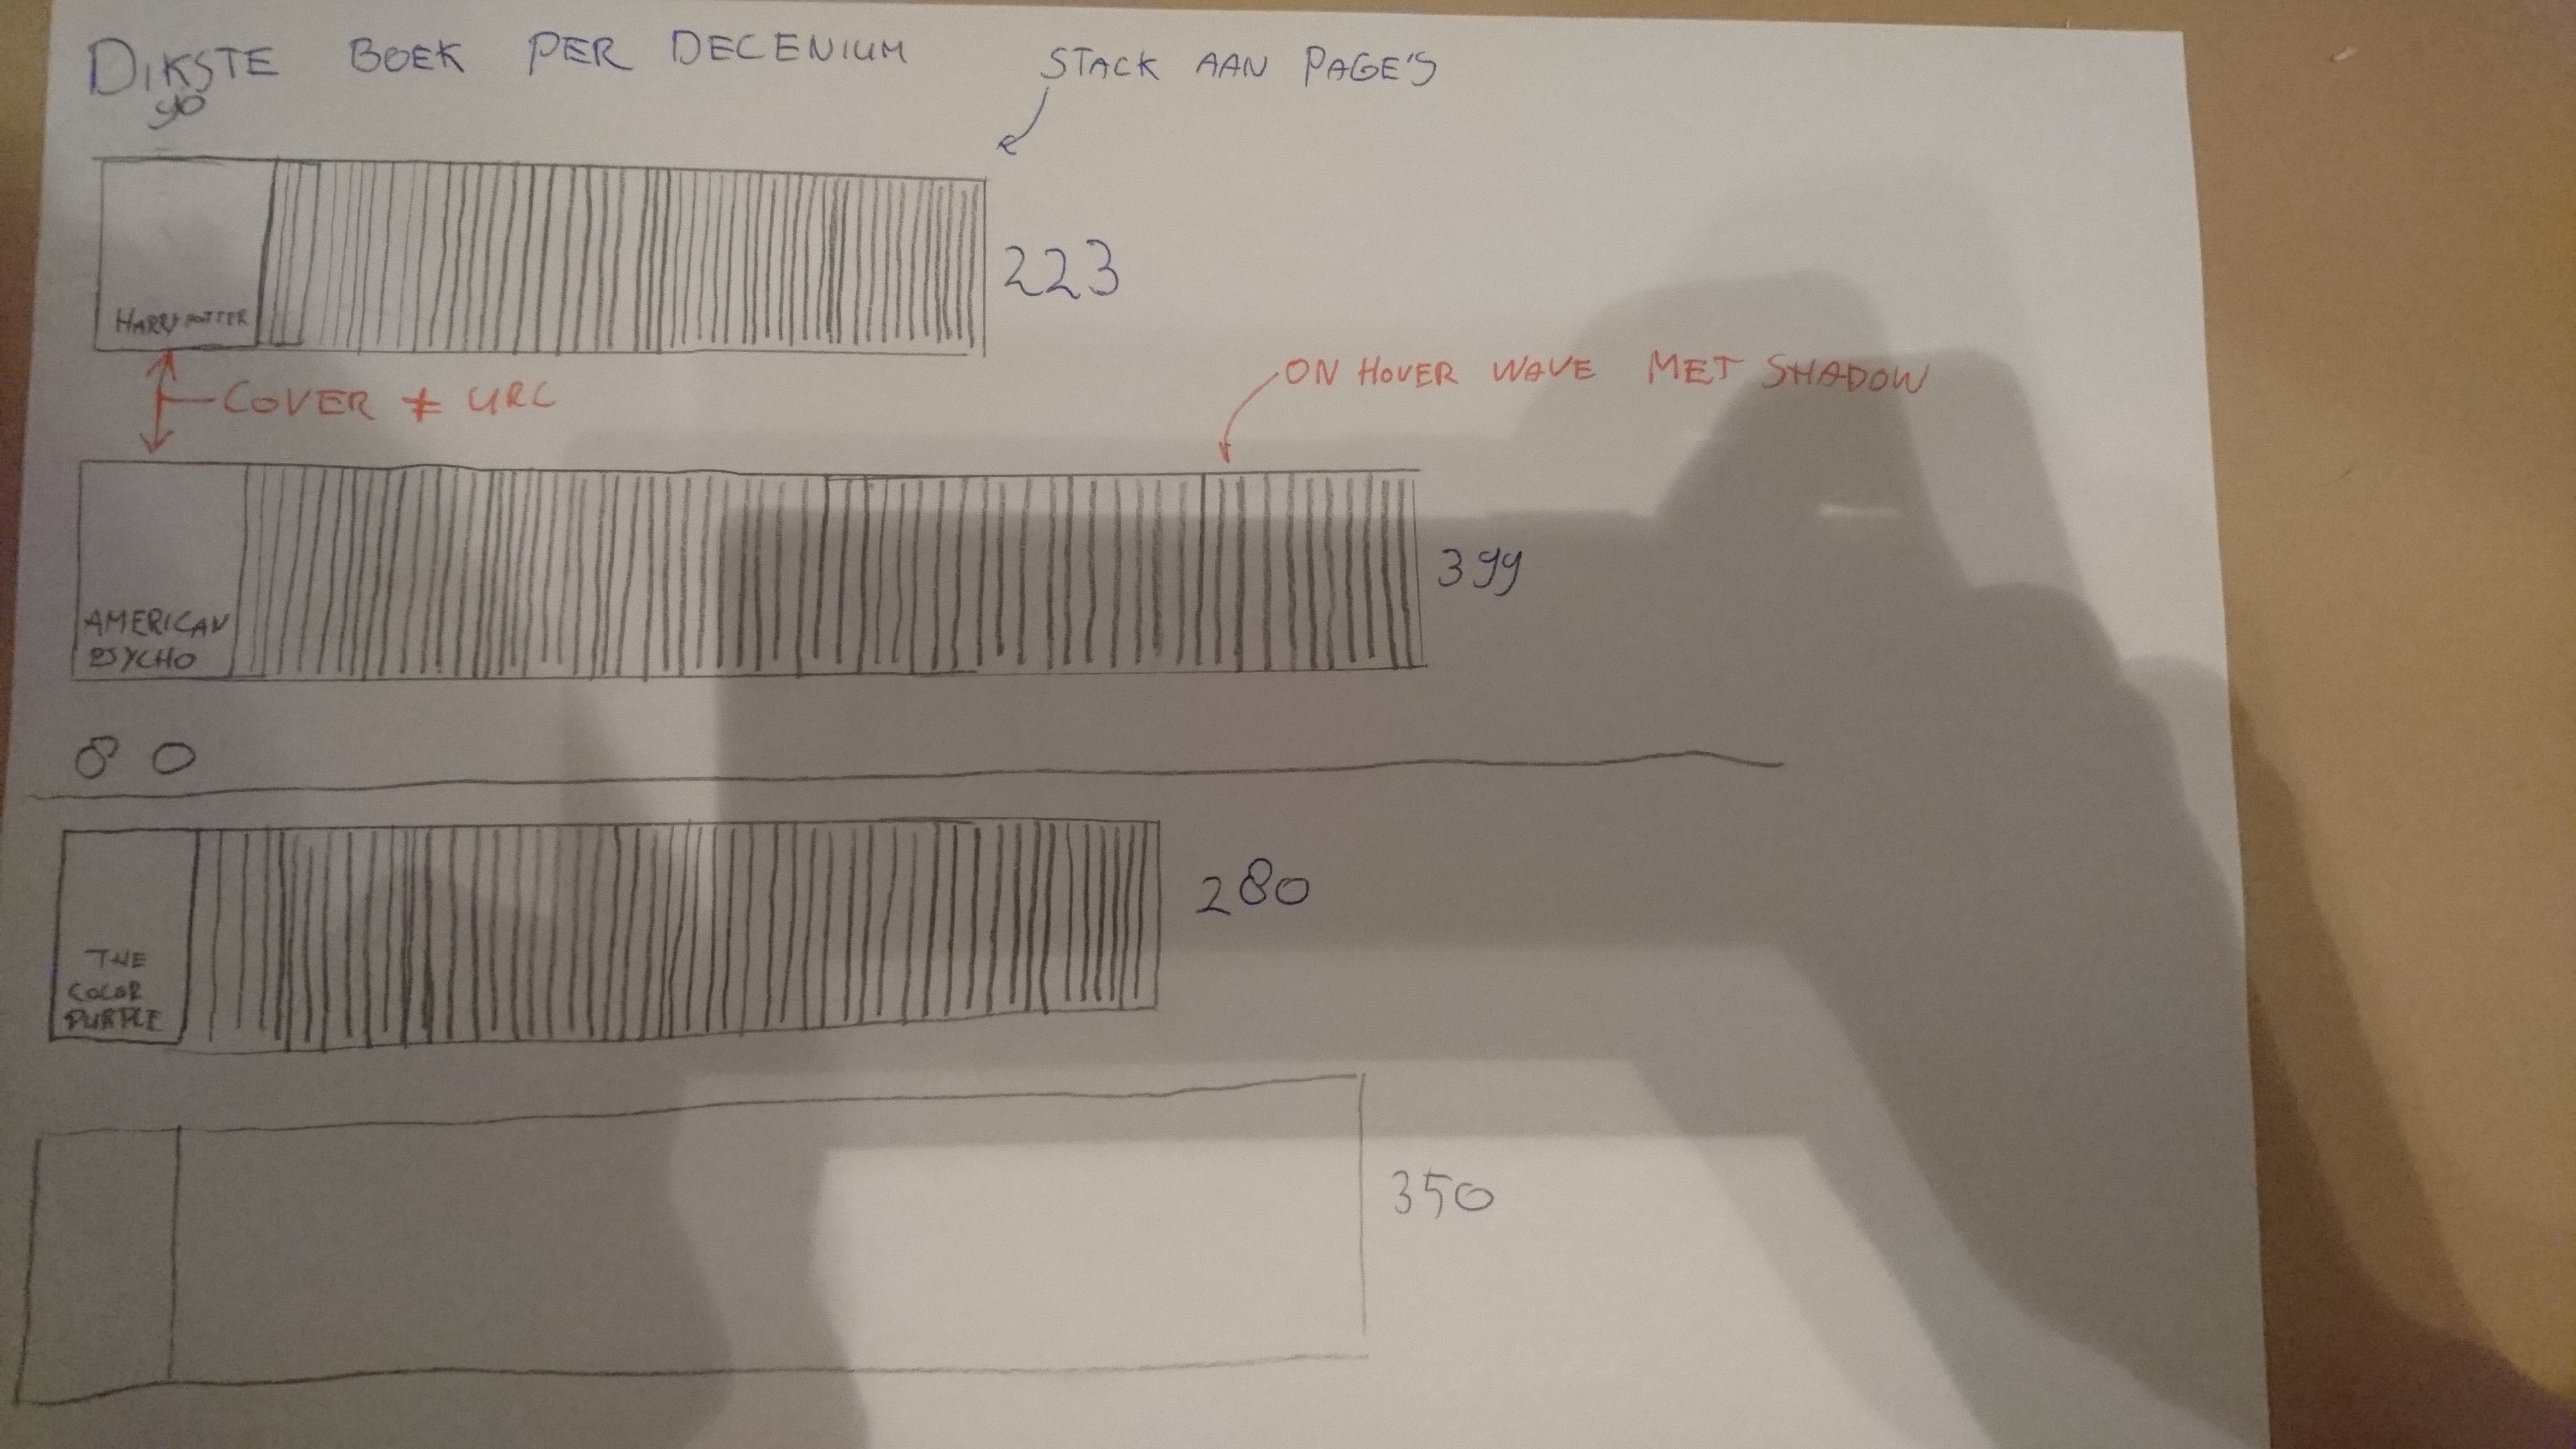 DIKSTE BOEK PER DECENIUM
STACK AAN PAGE'S
90
HARRY POTTER
223
COVER ≠ URL
ON HOVER WAVE MET SHADOW
AMERICAN
PSYCHO
399
80
THE
COLOR
PURPLE
280
350